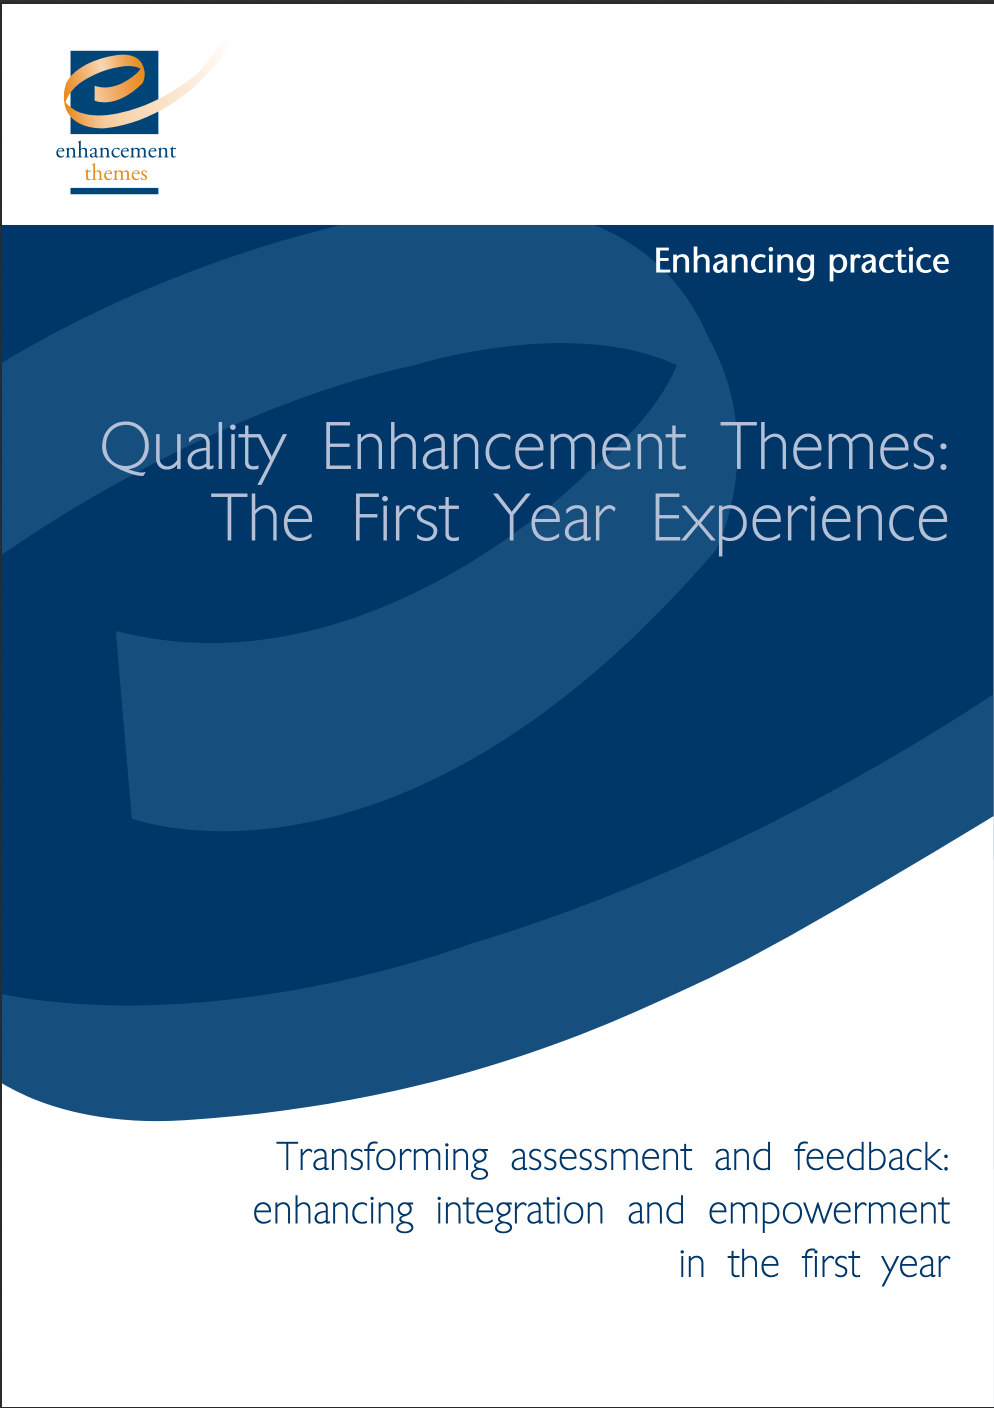 enhancement
themes
Enhancing practice
Quality Enhancement Themes:
The First Year Experience
Transforming assessment and feedback:
enhancing integration and empowerment
in the first year